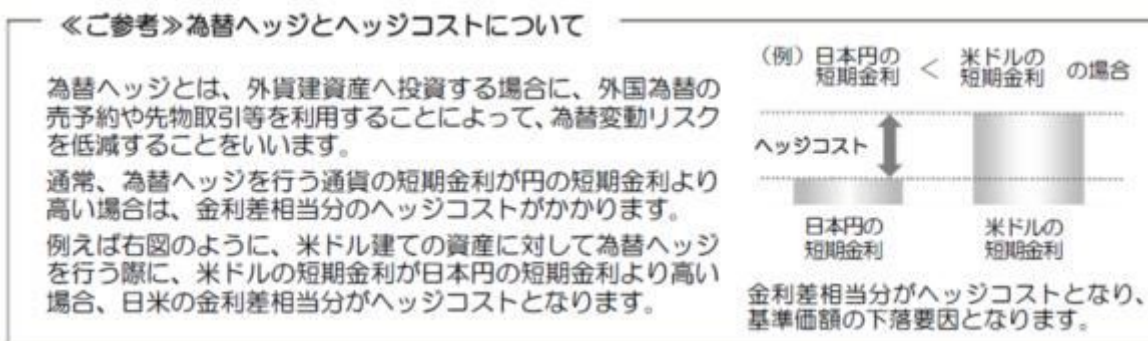 ≪ご参考≫為替ヘッジとヘッジコストについて
為替ヘッジとは、外貨建資産へ投資する場合に、外国為替の
売予約や先物取引等を利用することによって、為替変動リスク
を低減することをいいます。
通常、為替ヘッジを行う通貨の短期金利が円の短期金利より
高い場合は、金利差相当分のヘッジコストがかかります。
例えば右図のように、米ドル建ての資産に対して為替ヘッジ
を行う際に、米ドルの短期金利が日本円の短期金利より高い
場合、日米の金利差相当分がヘッジコストとなります。
（例）日本円の短期金利 ＜ 米ドルの短期金利 の場合
ヘッジコスト
日本円の
短期金利
米ドルの
短期金利
金利差相当分がヘッジコストとなり、
基準価額の下落要因となります。